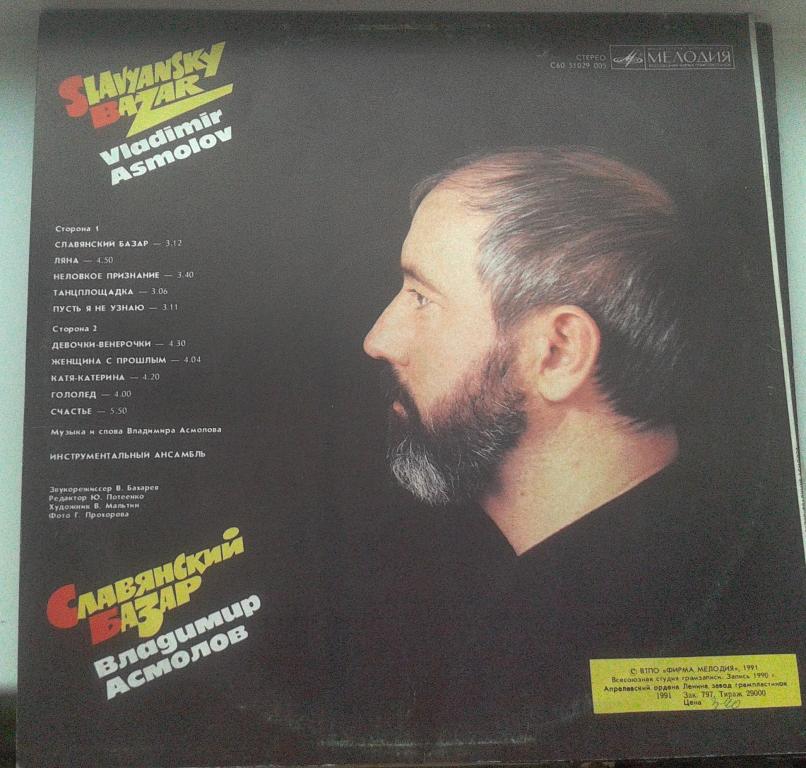 SLAVYANSKY
BAZAR
Vladimir
Asmolov
СТЕРЕО
С60 31029 005
МЕЛОДИЯ
Сторона 1
СЛАВЯНСКИЙ БАЗАР — 3.12
ЛЯНА — 4.50
НЕЛОВКОЕ ПРИЗНАНИЕ — 3.40
ТАНЦПЛОЩАДКА — 3.06
ПУСТЬ Я НЕ УЗНАЮ — 3.11
Сторона 2
ДЕВОЧКИ-ВЕНЕРОЧКИ — 4.30
ЖЕНЩИНА С ПРОШЛЫМ — 4.04
КАТЯ-КАТЕРИНА — 4.20
ГОЛОЛЕД — 4.00
СЧАСТЬЕ — 5.50
Музыка и слова Владимира Асмолова
ИНСТРУМЕНТАЛЬНЫЙ АНСАМБЛЬ
Звукорежиссер В. Бахарев
Редактор Ю. Потеенко
Художник В. Мальтин
Фото Г. Прохорова
СЛАВЯНСКИЙ
БАЗАР
Владимир
Асмолов
© ВТПО «ФИРМА МЕЛОДИЯ», 1991
Всесоюзная студия грамзаписи. Запись 1990 г.
Апрелевский ордена Ленина завод грампластинок
1991 Зак. 797. Тираж 29000
Цена